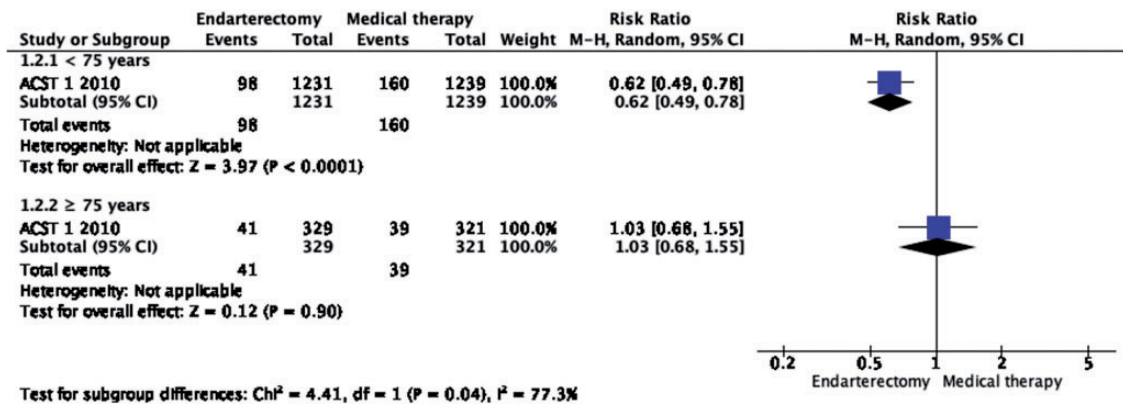 Endarterectomy Medical therapy Risk Ratio Risk Ratio
Study or Subgroup Events Total Events Total Weight M-H, Random, 95% CI M-H, Random, 95% CI
1.2.1 < 75 years
ACST 1 2010 98 1231 160 1239 100.0% 0.62 [0.49, 0.78]
Subtotal (95% CI) 1231 1239 100.0% 0.62 [0.49, 0.78]
Total events 98 160
Heterogeneity: Not applicable
Test for overall effect: Z = 3.97 (P < 0.0001)
1.2.2 ≥ 75 years
ACST 1 2010 41 329 39 321 100.0% 1.03 [0.68, 1.55]
Subtotal (95% CI) 329 321 100.0% 1.03 [0.68, 1.55]
Total events 41 39
Heterogeneity: Not applicable
Test for overall effect: Z = 0.12 (P = 0.90)
0.2 0.5 1 2 5
Endarterectomy Medical therapy
Test for subgroup differences: Chi² = 4.41, df = 1 (P = 0.04), I² = 77.3%